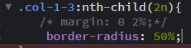 .col-1-3:nth-child(2n){
/* margin: 0 2%;*/
border-radius: 50%;